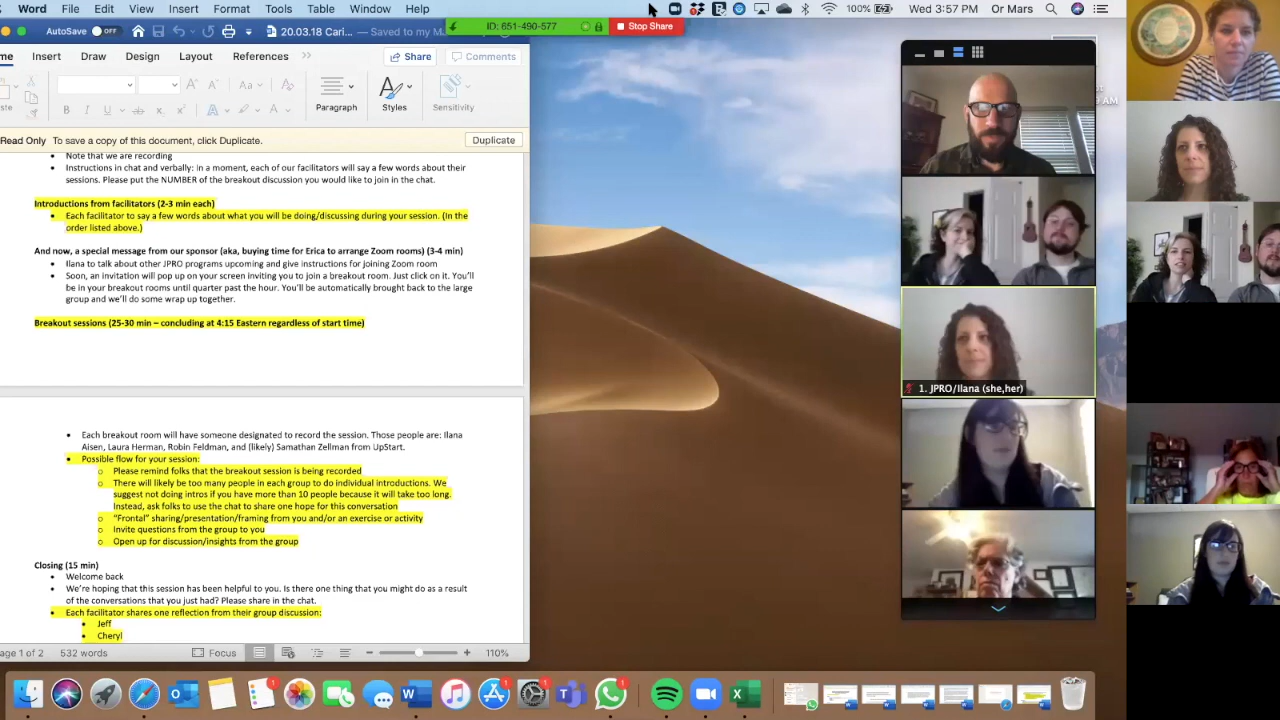 Word File Edit View Insert Format Tools Table Window Help
ID: 651-490-577 Stop Share
100% Wed 3:57 PM Or Mars
AutoSave OFF 20.03.18 Cari... — Saved to my M
Insert Draw Design Layout References
Share Comments
Paragraph Styles Sensitivity
Read Only To save a copy of this document, click Duplicate. Duplicate
• Note that we are recording
• Instructions in chat and verbally: in a moment, each of our facilitators will say a few words about their
sessions. Please put the NUMBER of the breakout discussion you would like to join in the chat.
Introductions from facilitators (2-3 min each)
• Each facilitator to say a few words about what you will be doing/discussing during your session. (In the
order listed above.)
And now, a special message from our sponsor (aka, buying time for Erica to arrange Zoom rooms) (3-4 min)
• Ilana to talk about other JPRO programs upcoming and give instructions for joining Zoom room
• Soon, an invitation will pop up on your screen inviting you to join a breakout room. Just click on it. You'll
be in your breakout rooms until quarter past the hour. You'll be automatically brought back to the large
group and we'll do some wrap up together.
Breakout sessions (25-30 min – concluding at 4:15 Eastern regardless of start time)
• Each breakout room will have someone designated to record the session. Those people are: Ilana
Aisen, Laura Herman, Robin Feldman, and (likely) Samathan Zellman from UpStart.
• Possible flow for your session:
o Please remind folks that the breakout session is being recorded
o There will likely be too many people in each group to do individual introductions. We
suggest not doing intros if you have more than 10 people because it will take too long.
Instead, ask folks to use the chat to share one hope for this conversation
o "Frontal" sharing/presentation/framing from you and/or an exercise or activity
o Invite questions from the group to you
o Open up for discussion/insights from the group
Closing (15 min)
• Welcome back
• We're hoping that this session has been helpful to you. Is there one thing that you might do as a result
of the conversations that you just had? Please share in the chat.
• Each facilitator shares one reflection from their group discussion:
• Jeff
• Cheryl
age 1 of 2 532 words Focus 110%
1. JPRO/Ilana (she,her)
AM